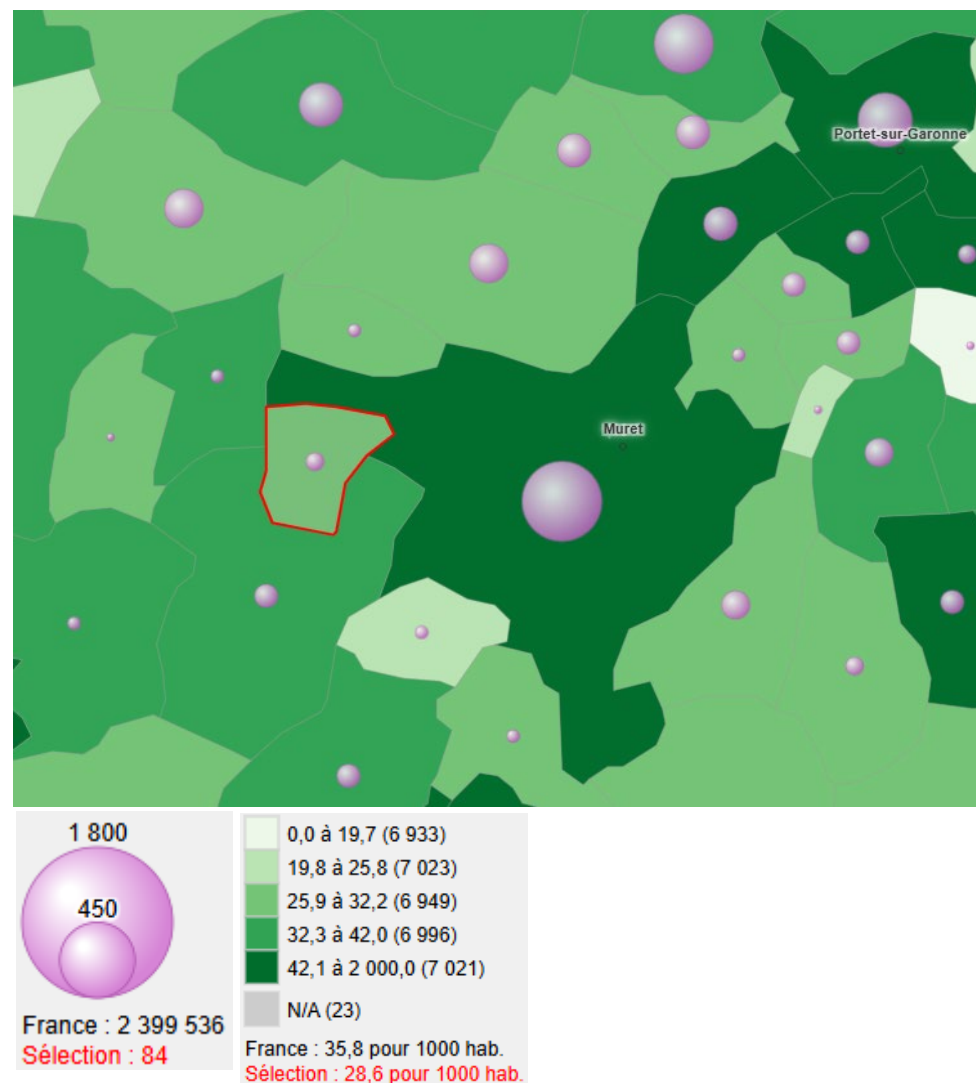 Portet-sur-Garonne
Muret
1 800
450
France : 2 399 536
Sélection : 84
0,0 à 19,7 (6 933)
19,8 à 25,8 (7 023)
25,9 à 32,2 (6 949)
32,3 à 42,0 (6 996)
42,1 à 2 000,0 (7 021)
N/A (23)
France : 35,8 pour 1000 hab.
Sélection : 28,6 pour 1000 hab.